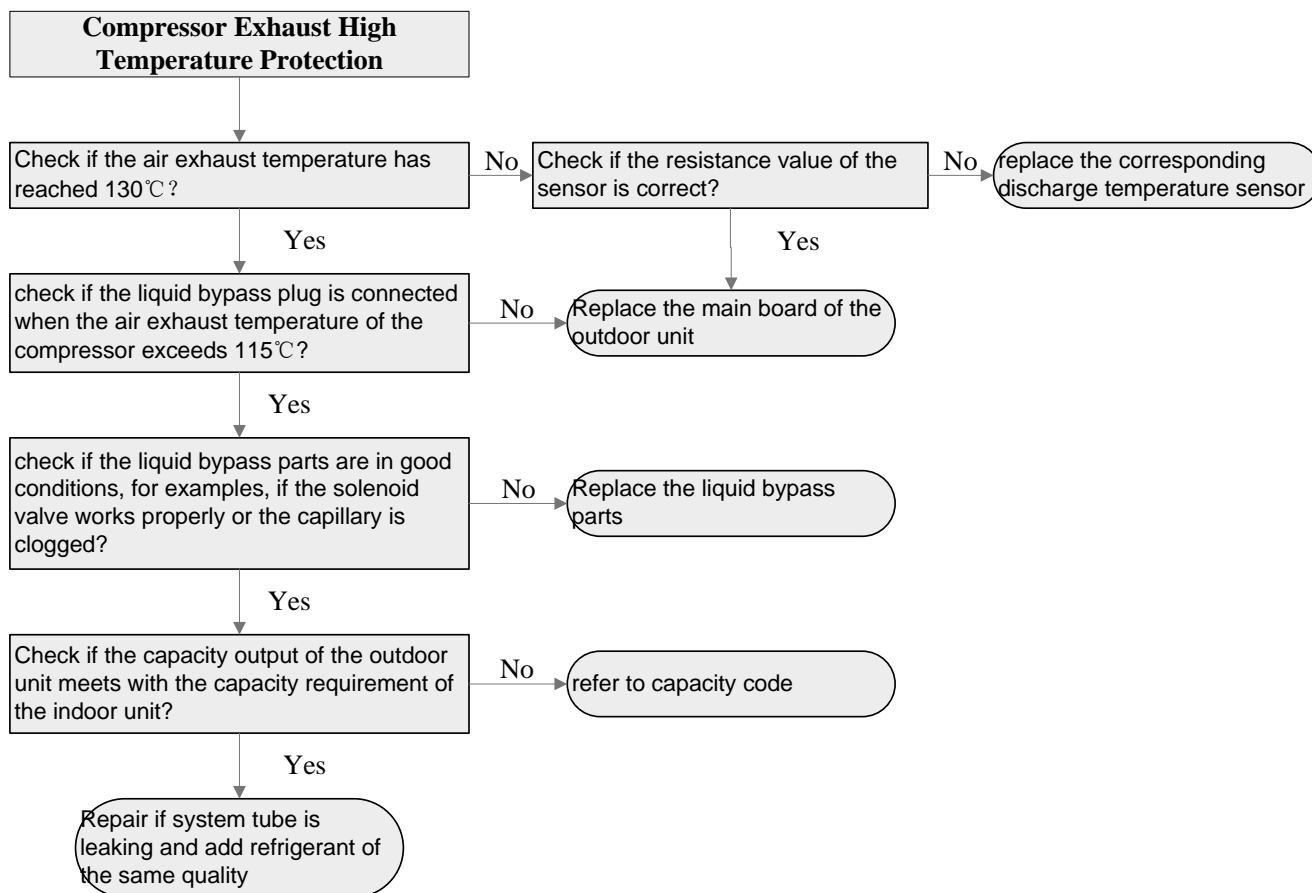 Compressor Exhaust High
Temperature Protection
Check if the air exhaust temperature has
reached 130℃？
No
Check if the resistance value of the
sensor is correct?
No
replace the corresponding
discharge temperature sensor
Yes
Yes
check if the liquid bypass plug is connected
when the air exhaust temperature of the
compressor exceeds 115℃?
No
Replace the main board of the
outdoor unit
Yes
check if the liquid bypass parts are in good
conditions, for examples, if the solenoid
valve works properly or the capillary is
clogged?
No
Replace the liquid bypass
parts
Yes
Check if the capacity output of the outdoor
unit meets with the capacity requirement of
the indoor unit?
No
refer to capacity code
Yes
Repair if system tube is
leaking and add refrigerant of
the same quality